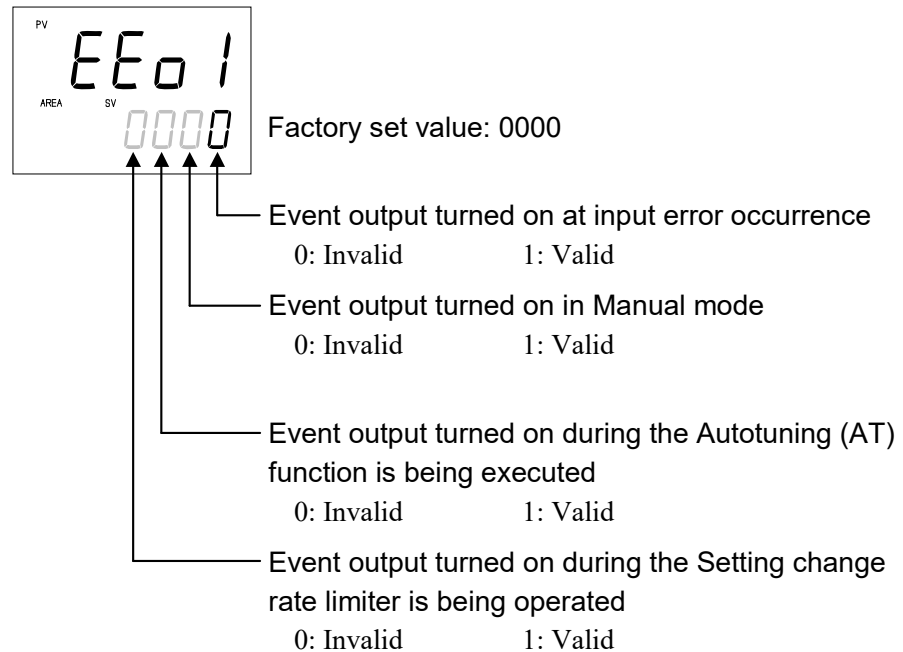 PV
EEo1
AREA SV
0000
Factory set value: 0000
Event output turned on at input error occurrence
0: Invalid 1: Valid
Event output turned on in Manual mode
0: Invalid 1: Valid
Event output turned on during the Autotuning (AT)
function is being executed
0: Invalid 1: Valid
Event output turned on during the Setting change
rate limiter is being operated
0: Invalid 1: Valid